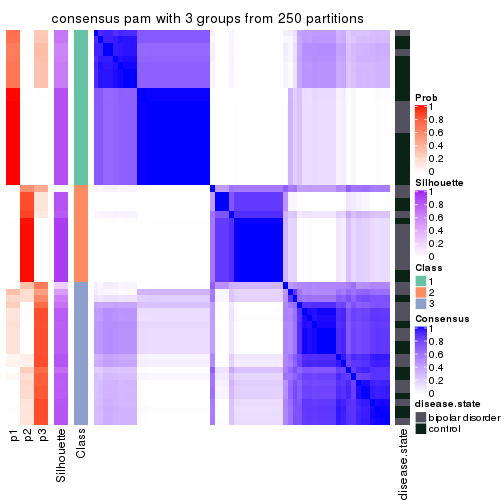 consensus pam with 3 groups from 250 partitions
Prob
1
0.8
0.6
0.4
0.2
0
Silhouette
1
0.8
0.6
0.4
0.2
0
Class
1
2
3
Consensus
1
0.8
0.6
0.4
0.2
0
disease.state
bipolar disorder
control
p1
p2
p3
Silhouette
Class
disease.state